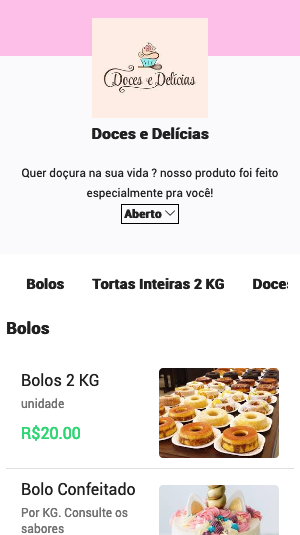 Doces e Delícias
Doces e Delícias
Quer doçura na sua vida ? nosso produto foi feito
especialmente pra você!
Aberto
Bolos
Tortas Inteiras 2 KG
Doces
Bolos
Bolos 2 KG
unidade
R$20.00
Bolo Confeitado
Por KG. Consulte os
sabores